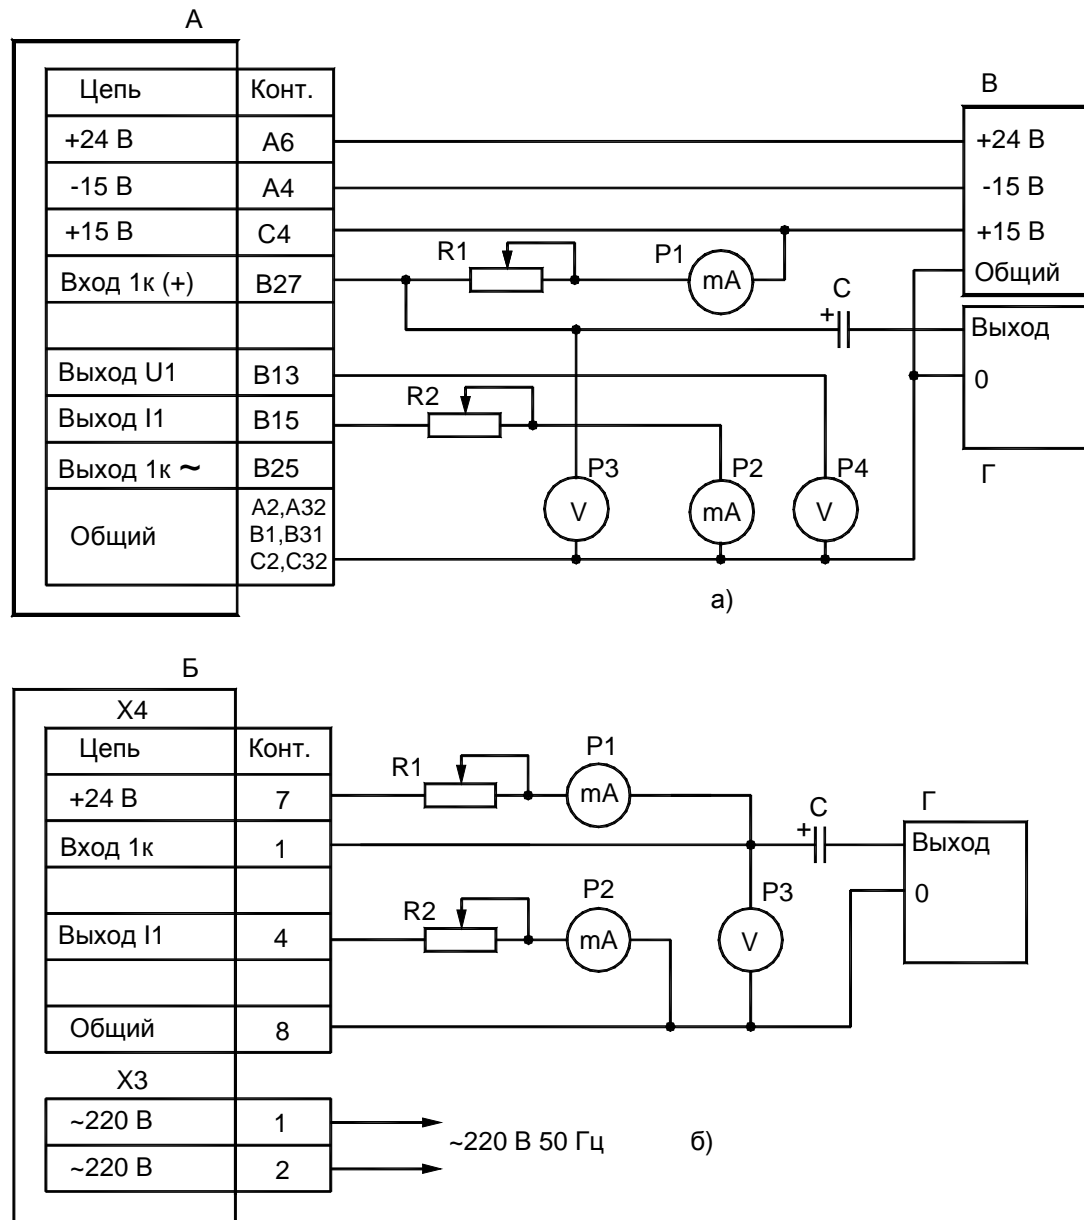 А
Цепь Конт.
+24 В А6
-15 В А4
+15 В С4
Вход 1к (+) В27
Выход U1 В13
Выход I1 В15
Выход 1к ~ В25
Общий
А2,А32
В1,В31
С2,С32
R1
P1
mA
С
+
R2
P3
V
P2
mA
P4
V
В
+24 В
-15 В
+15 В
Общий
Выход
0
Г
а)
Б
X4
Цепь Конт.
+24 В 7
Вход 1к 1
Выход I1 4
Общий 8
X3
~220 В 1
~220 В 2
R1
P1
mA
R2
P2
mA
P3
V
С
+
Г
Выход
0
~220 В 50 Гц
б)